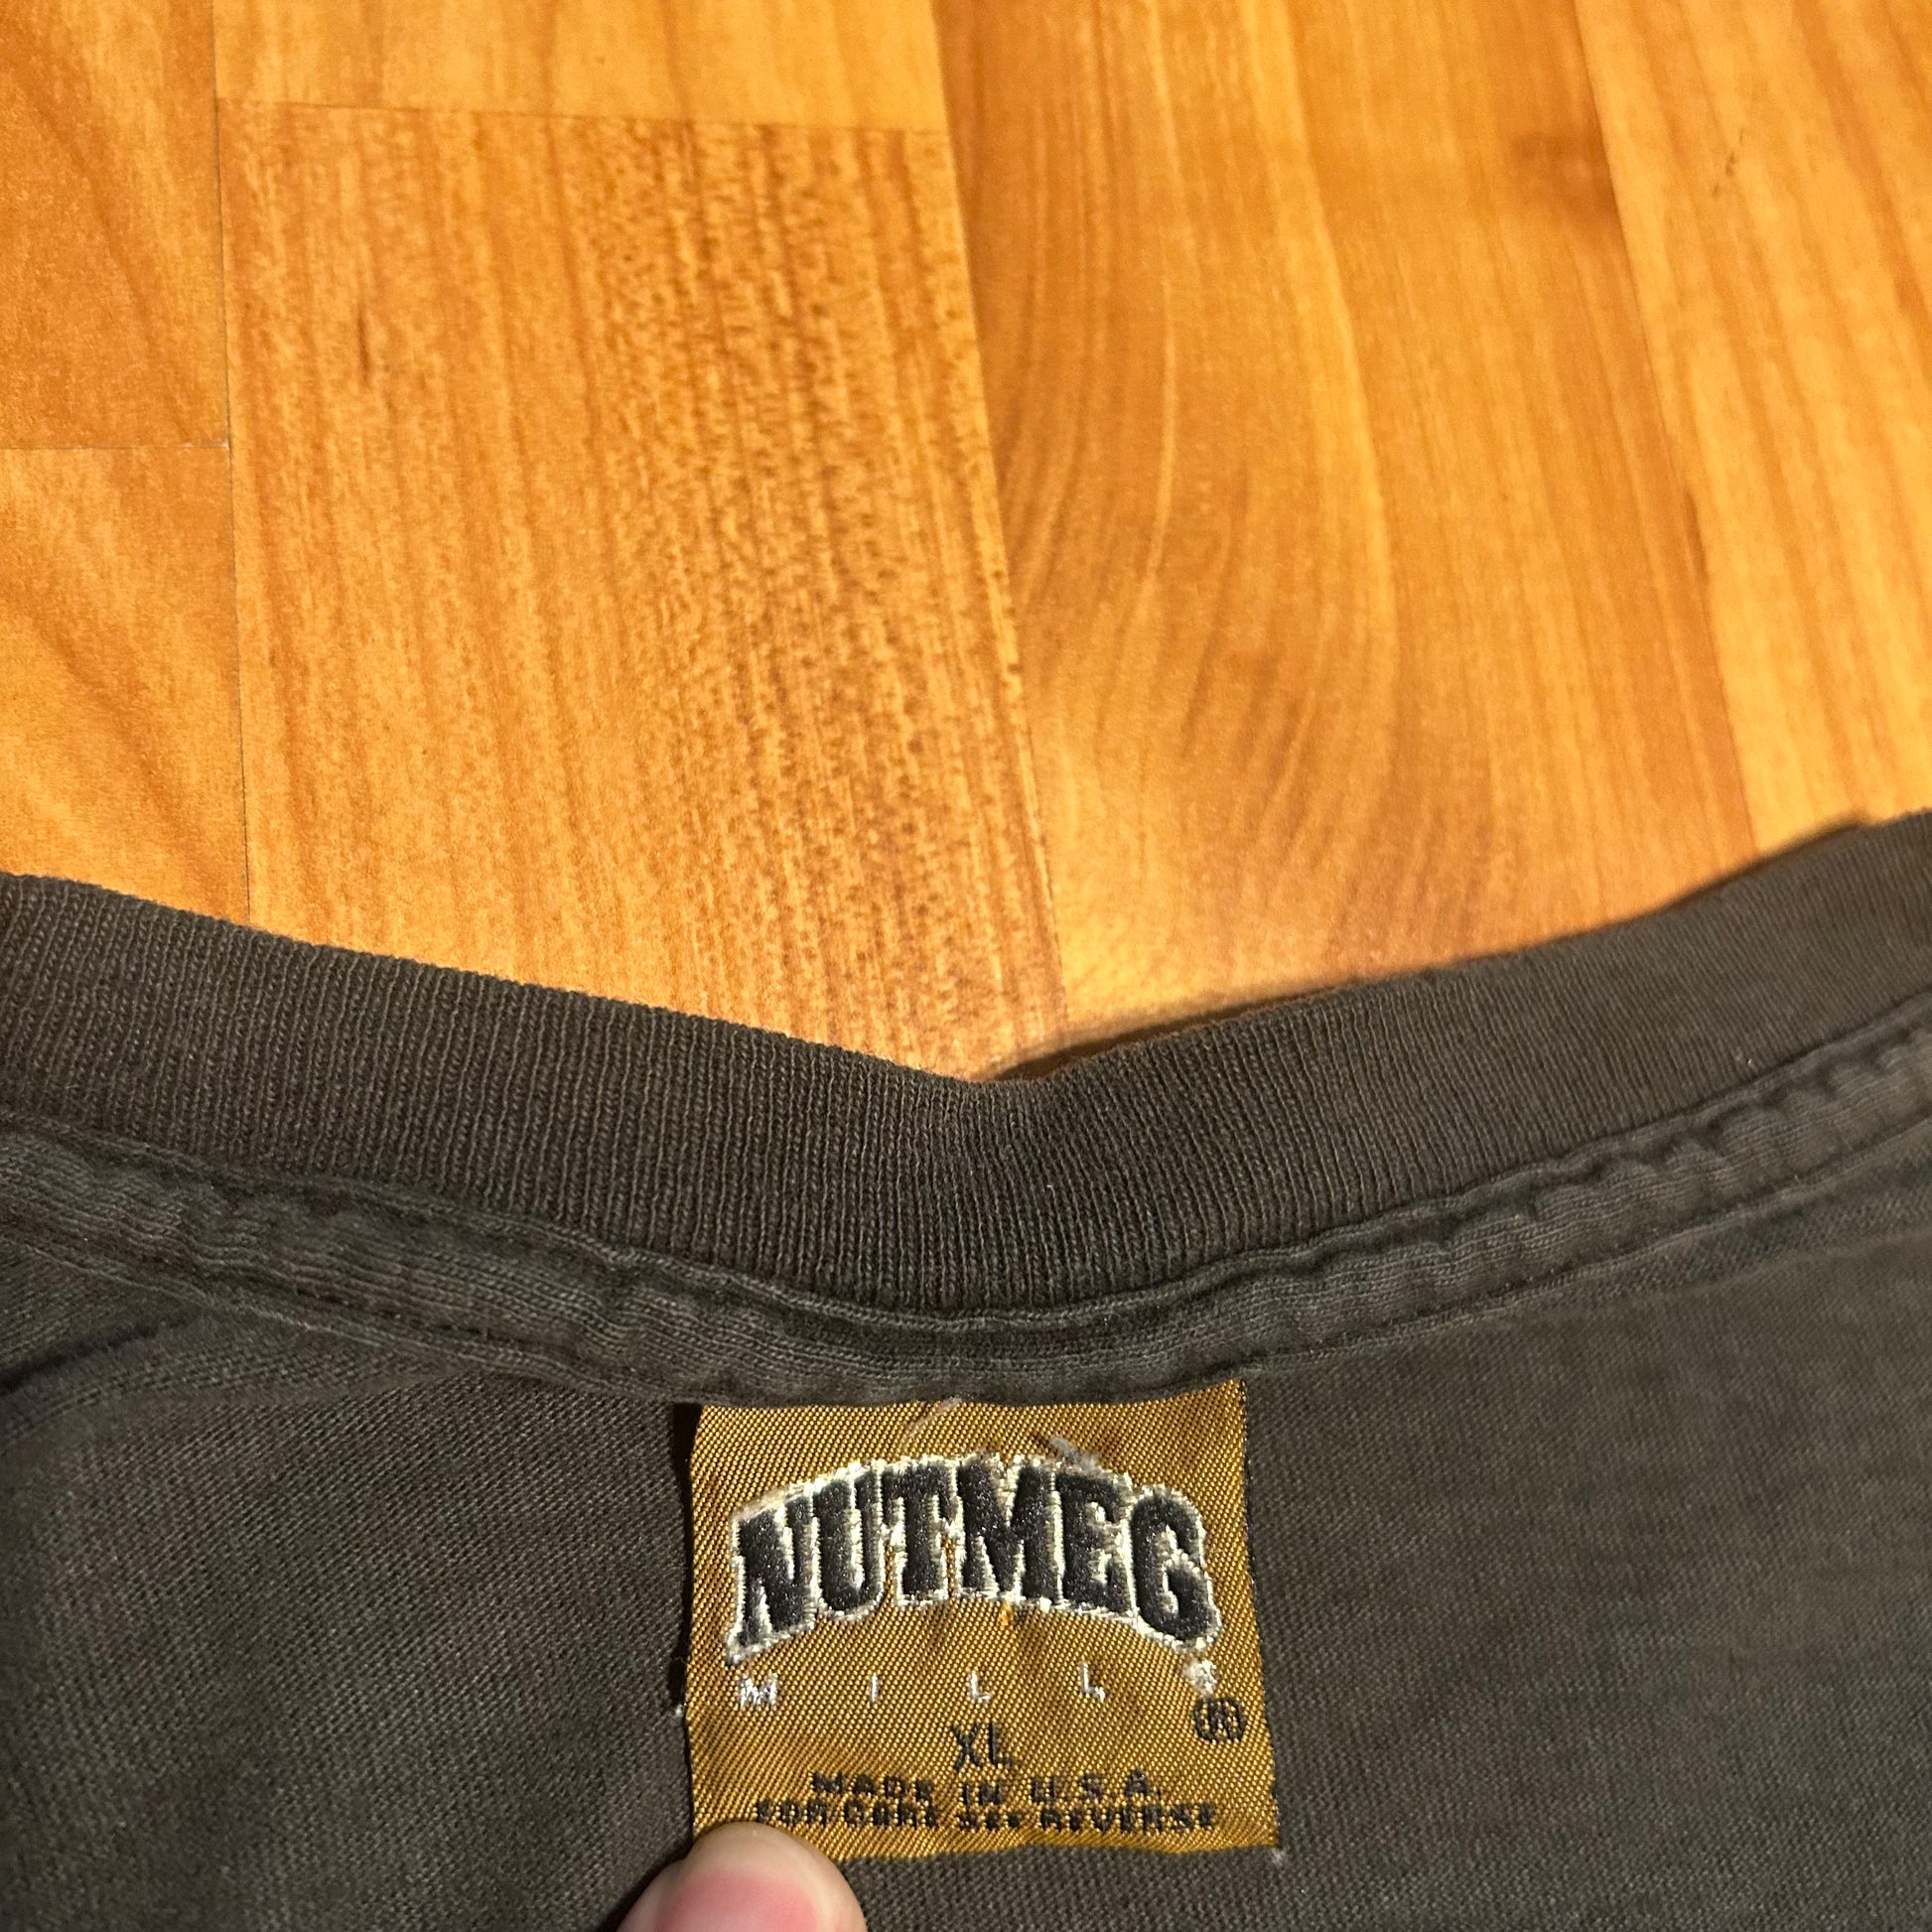 NUTMEG
MILLS
®
XL
MADE IN U.S.A.
FOR CARE SEE REVERSE